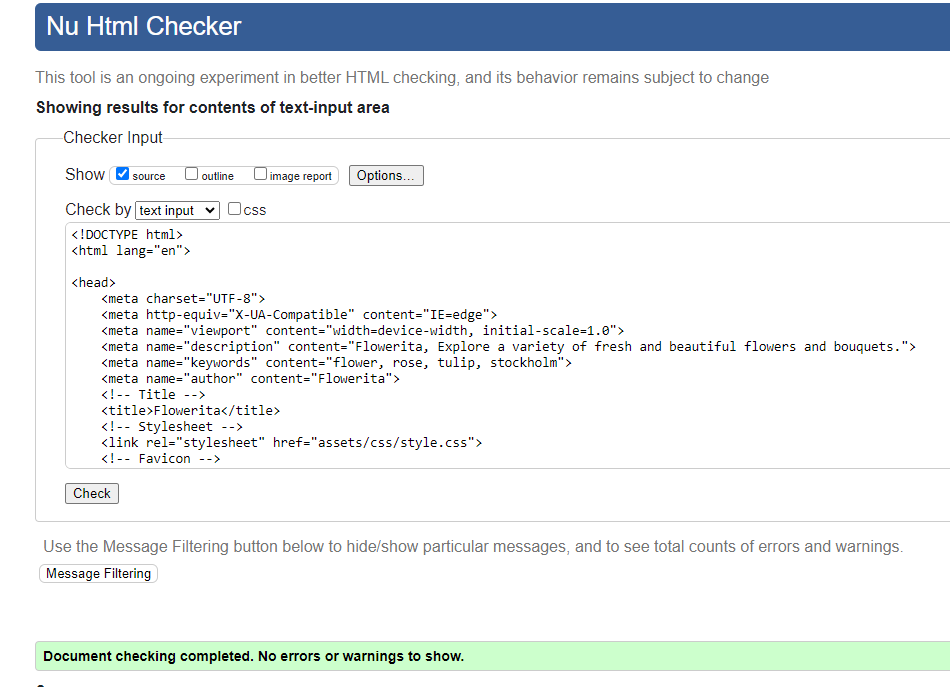 Nu Html Checker
This tool is an ongoing experiment in better HTML checking, and its behavior remains subject to change
Showing results for contents of text-input area
Checker Input
Show source outline image report Options...
Check by text input css
<!DOCTYPE html>
<html lang="en">
<head>
<meta charset="UTF-8">
<meta http-equiv="X-UA-Compatible" content="IE=edge">
<meta name="viewport" content="width=device-width, initial-scale=1.0">
<meta name="description" content="Flowerita, Explore a variety of fresh and beautiful flowers and bouquets.">
<meta name="keywords" content="flower, rose, tulip, stockholm">
<meta name="author" content="Flowerita">
<!-- Title -->
<title>Flowerita</title>
<!-- Stylesheet -->
<link rel="stylesheet" href="assets/css/style.css">
<!-- Favicon -->
Check
Use the Message Filtering button below to hide/show particular messages, and to see total counts of errors and warnings.
Message Filtering
Document checking completed. No errors or warnings to show.